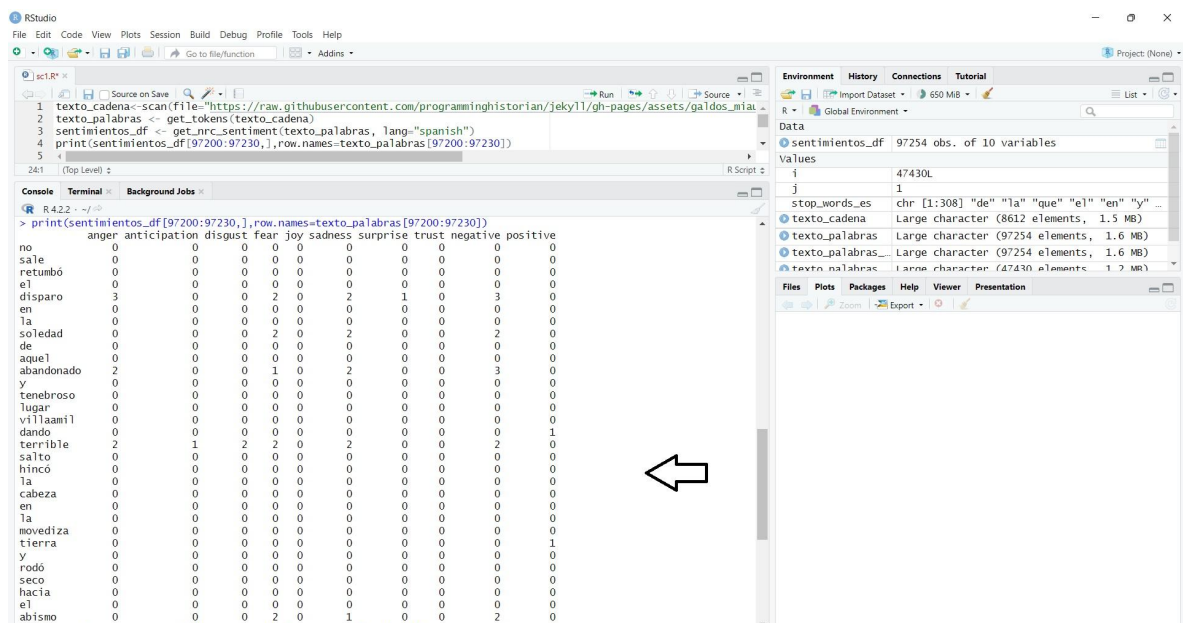 RStudio
File Edit Code View Plots Session Build Debug Profile Tools Help
Go to file/function Addins Project: (None)
sc1.R*
Source on Save Run Source
1 texto_cadena<-scan(file="https://raw.githubusercontent.com/programminghistorian/jekyll/gh-pages/assets/galdos_miau
2 texto_palabras <- get_tokens(texto_cadena)
3 sentimientos_df <- get_nrc_sentiment(texto_palabras, lang="spanish")
4 print(sentimientos_df[97200:97230,],row.names=texto_palabras[97200:97230])
5
24:1 (Top Level) R Script
Console Terminal Background Jobs
R 4.2.2 · ~/
> print(sentimientos_df[97200:97230,],row.names=texto_palabras[97200:97230])
anger anticipation disgust fear joy sadness surprise trust negative positive
no 0 0 0 0 0 0 0 0 0 0
sale 0 0 0 0 0 0 0 0 0 0
retumbó 0 0 0 0 0 0 0 0 0 0
el 0 0 0 0 0 0 0 0 0 0
disparo 3 0 0 2 0 2 1 0 3 0
en 0 0 0 0 0 0 0 0 0 0
la 0 0 0 0 0 0 0 0 0 0
soledad 0 0 0 2 0 2 0 0 2 0
de 0 0 0 0 0 0 0 0 0 0
aquel 0 0 0 0 0 0 0 0 0 0
abandonado 2 0 0 1 0 2 0 0 3 0
y 0 0 0 0 0 0 0 0 0 0
tenebroso 0 0 0 0 0 0 0 0 0 0
lugar 0 0 0 0 0 0 0 0 0 0
villaamil 0 0 0 0 0 0 0 0 0 0
dando 0 0 0 0 0 0 0 0 0 1
terrible 2 1 2 2 0 2 0 0 2 0
salto 0 0 0 0 0 0 0 0 0 0
hincó 0 0 0 0 0 0 0 0 0 0
la 0 0 0 0 0 0 0 0 0 0
cabeza 0 0 0 0 0 0 0 0 0 0
en 0 0 0 0 0 0 0 0 0 0
la 0 0 0 0 0 0 0 0 0 0
movediza 0 0 0 0 0 0 0 0 0 0
tierra 0 0 0 0 0 0 0 0 0 1
y 0 0 0 0 0 0 0 0 0 0
rodó 0 0 0 0 0 0 0 0 0 0
seco 0 0 0 0 0 0 0 0 0 0
hacia 0 0 0 0 0 0 0 0 0 0
el 0 0 0 0 0 0 0 0 0 0
abismo 0 0 0 2 0 1 0 0 2 0
Environment History Connections Tutorial
Import Dataset 650 MiB List
R Global Environment
Data
sentimientos_df 97254 obs. of 10 variables
Values
i 47430L
j 1
stop_words_es chr [1:308] "de" "la" "que" "el" "en" "y" …
texto_cadena Large character (8612 elements, 1.5 MB)
texto_palabras Large character (97254 elements, 1.6 MB)
texto_palabras_… Large character (97254 elements, 1.6 MB)
texto_palabras Large character (47430 elements 1.2 MB)
Files Plots Packages Help Viewer Presentation
Zoom Export